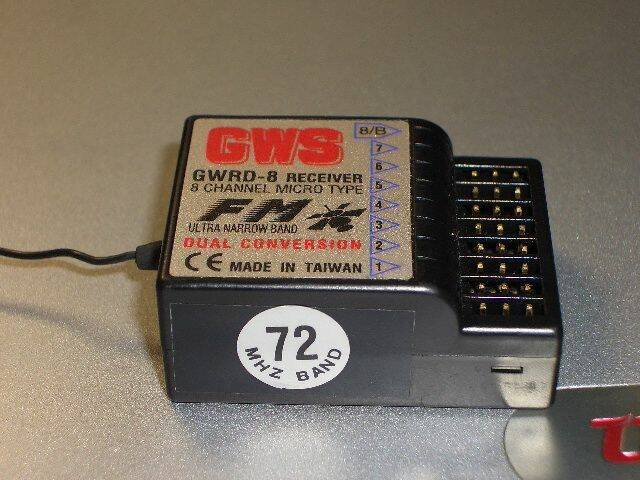 GWS
GWRD-8 RECEIVER
8 CHANNEL MICRO TYPE
FM
ULTRA NARROW BAND
DUAL CONVERSION
CE MADE IN TAIWAN
8/B
7
6
5
4
3
2
1
72
MHZ BAND